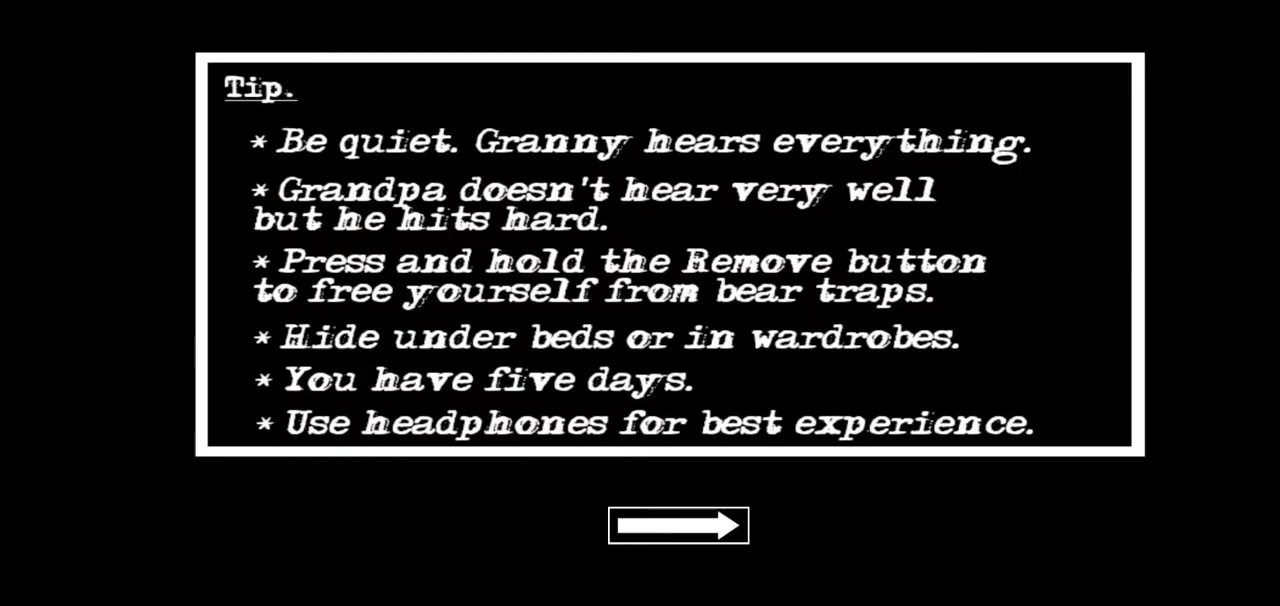 Tip.
* Be quiet. Granny hears everything.
* Grandpa doesn't hear very well
but he hits hard.
* Press and hold the Remove button
to free yourself from bear traps.
* Hide under beds or in wardrobes.
* You have five days.
* Use headphones for best experience.